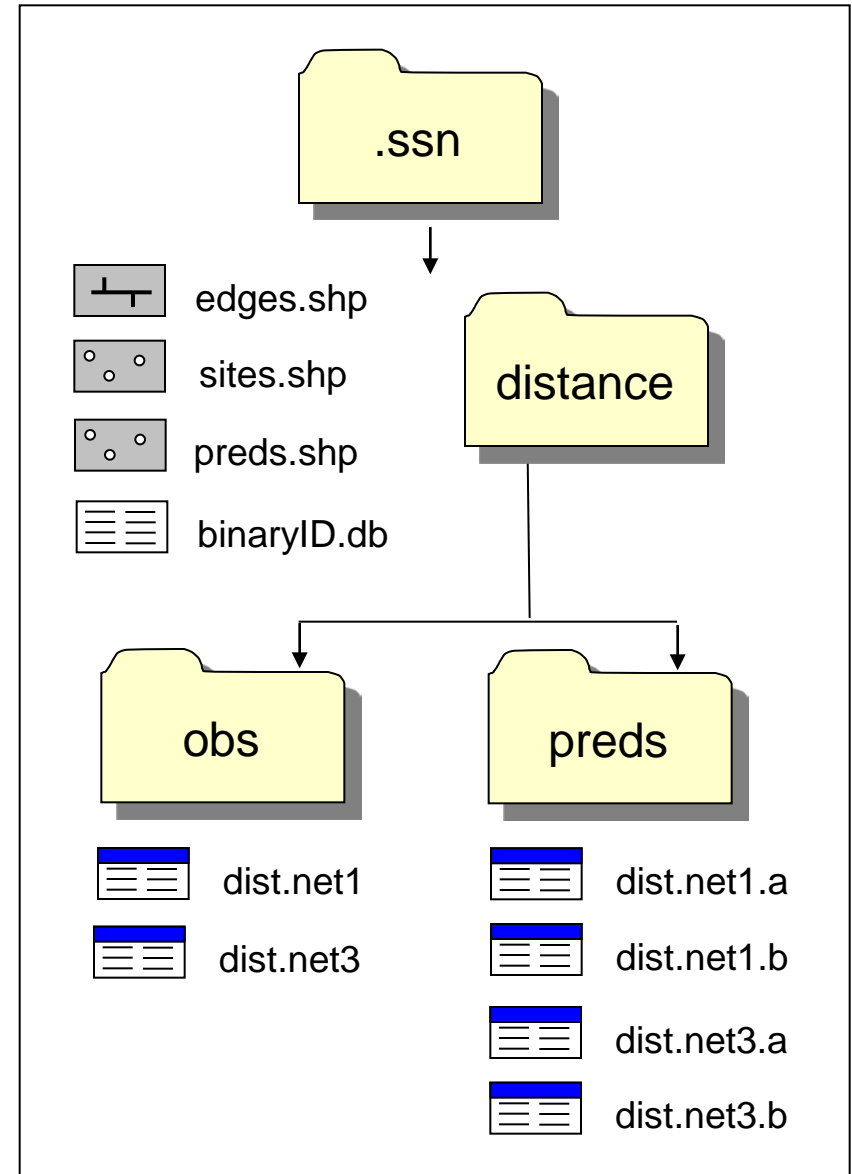 .ssn
edges.shp
sites.shp
preds.shp
binaryID.db
distance
obs
preds
dist.net1
dist.net3
dist.net1.a
dist.net1.b
dist.net3.a
dist.net3.b